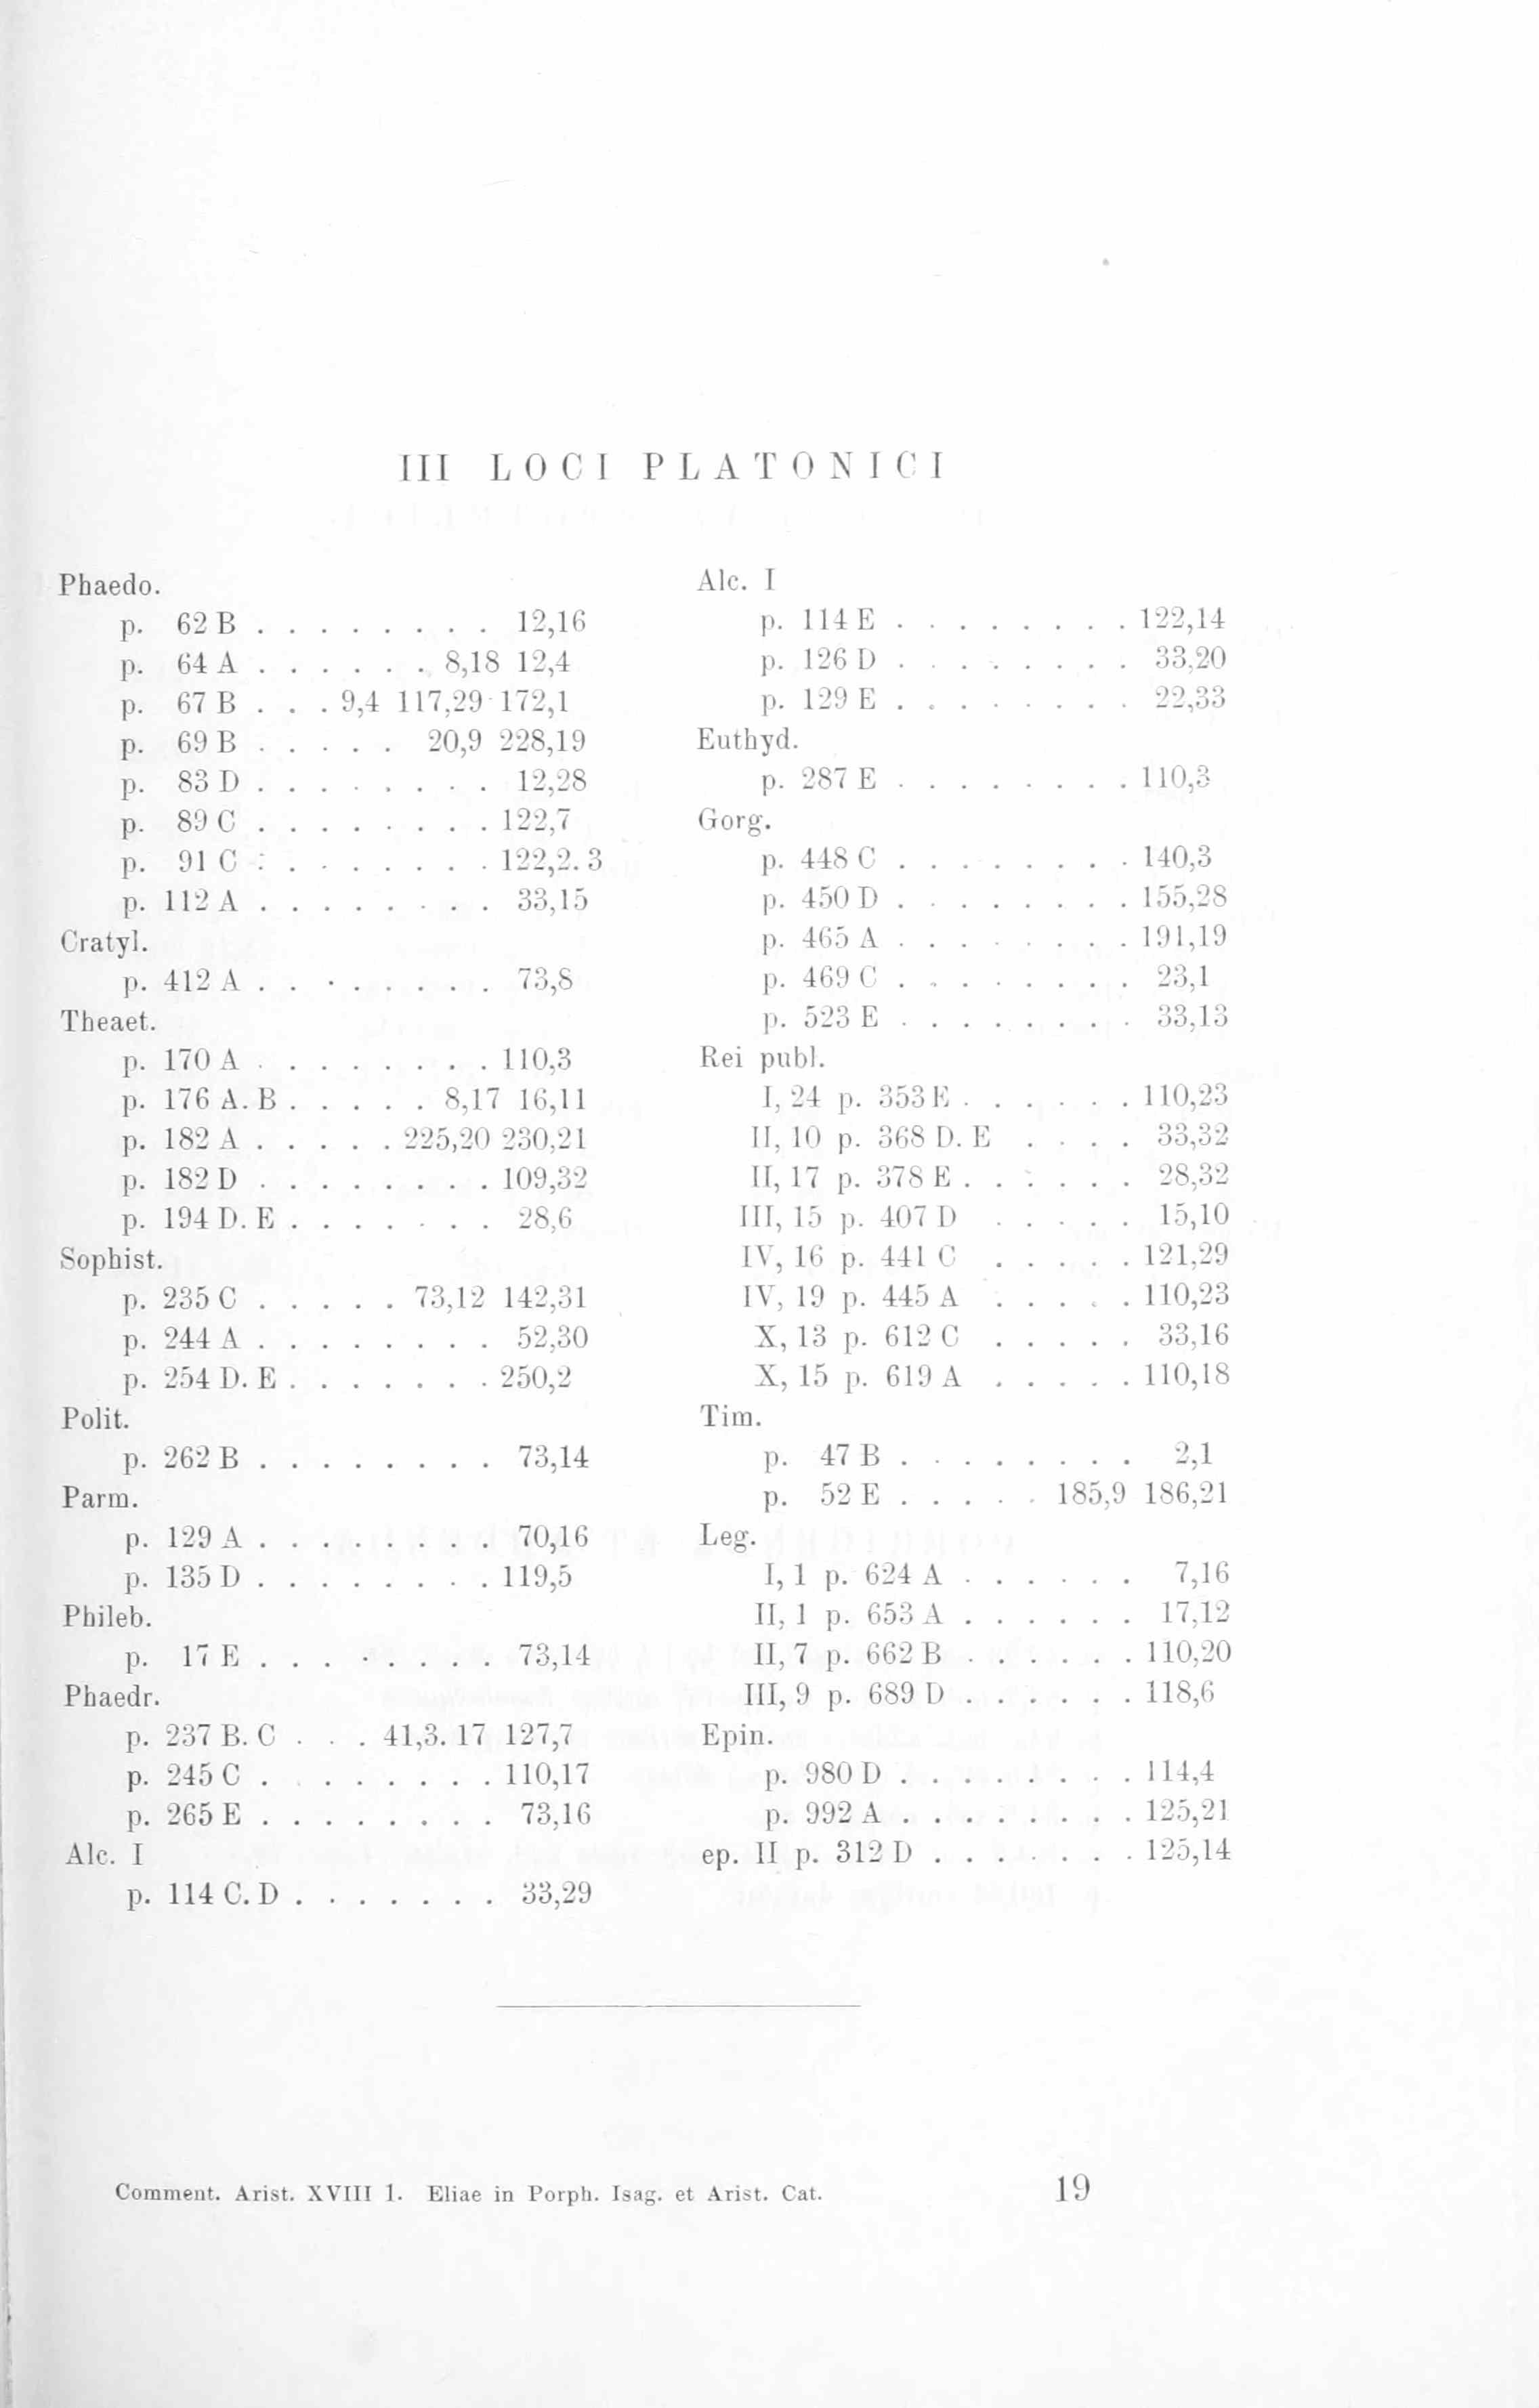 III LOCI PLATONICI
Phaedo.
p. 62 B . . . . . . . . 12,16
p. 64 A . . . . . . 8,18 12,4
p. 67 B . . . 9,4 117,29 172,1
p. 69 B . . . . . 20,9 228,19
p. 83 D . . . . . . . . 12,28
p. 89 C . . . . . . . . 122,7
p. 91 C . . . . . . . . 122,2. 3
p. 112 A . . . . . . . . 33,15
Cratyl.
p. 412 A . . . . . . . . 73,8
Theaet.
p. 170 A . . . . . . . . 110,3
p. 176 A. B . . . . . 8,17 16,11
p. 182 A . . . . . 225,20 230,21
p. 182 D . . . . . . . . 109,32
p. 194 D. E . . . . . . . 28,6
Sophist.
p. 235 C . . . . . 73,12 142,31
p. 244 A . . . . . . . . 52,30
p. 254 D. E . . . . . . . 250,2
Polit.
p. 262 B . . . . . . . . 73,14
Parm.
p. 129 A . . . . . . . . 70,16
p. 135 D . . . . . . . . 119,5
Phileb.
p. 17 E . . . . . . . . 73,14
Phaedr.
p. 237 B. C . . . 41,3. 17 127,7
p. 245 C . . . . . . . . 110,17
p. 265 E . . . . . . . . 73,16
Alc. I
p. 114 C. D . . . . . . . 33,29
Alc. I
p. 114 E . . . . . . . . 122,14
p. 126 D . . . . . . . . 33,20
p. 129 E . . . . . . . . 22,33
Euthyd.
p. 287 E . . . . . . . . 110,3
Gorg.
p. 448 C . . . . . . . . 140,3
p. 450 D . . . . . . . . 155,28
p. 465 A . . . . . . . . 191,19
p. 469 C . . . . . . . . 23,1
p. 523 E . . . . . . . . 33,13
Rei publ.
I, 24 p. 353 E . . . . . . 110,23
II, 10 p. 368 D. E . . . . 33,32
II, 17 p. 378 E . . . . . . 28,32
III, 15 p. 407 D . . . . . 15,10
IV, 16 p. 441 C . . . . . 121,29
IV, 19 p. 445 A . . . . . 110,23
X, 13 p. 612 C . . . . . 33,16
X, 15 p. 619 A . . . . . 110,18
Tim.
p. 47 B . . . . . . . . 2,1
p. 52 E . . . . . 185,9 186,21
Leg.
I, 1 p. 624 A . . . . . . 7,16
II, 1 p. 653 A . . . . . . 17,12
II, 7 p. 662 B . . . . . . 110,20
III, 9 p. 689 D . . . . . . 118,6
Epin.
p. 980 D . . . . . . . . 114,4
p. 992 A . . . . . . . . 125,21
ep. II p. 312 D . . . . . . . 125,14
Comment. Arist. XVIII 1. Eliae in Porph. Isag. et Arist. Cat. 19